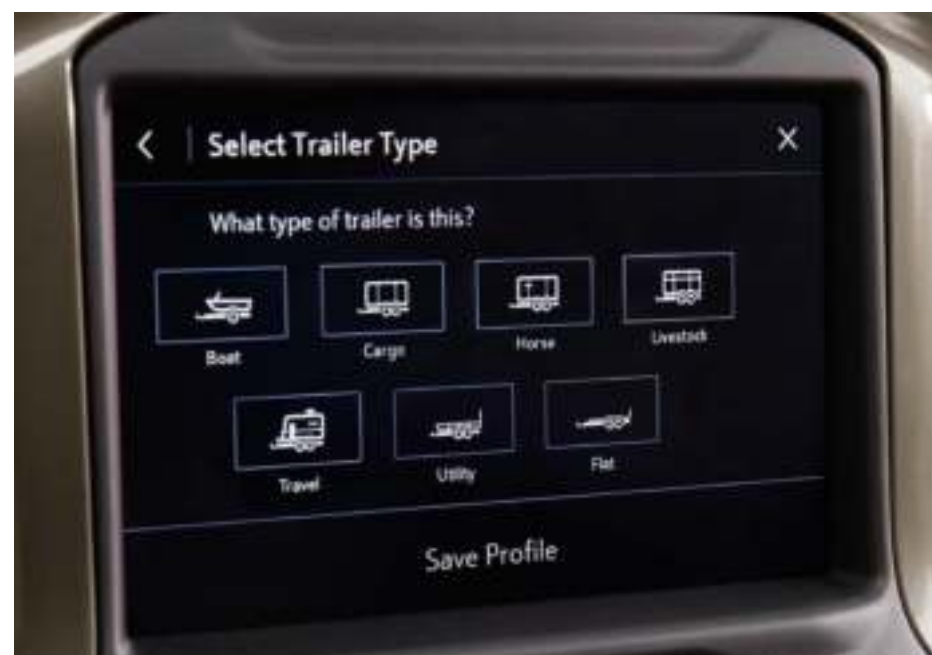 Select Trailer Type
What type of trailer is this?
Boat Cargo Horse Livestock
Travel Utility Flat
Save Profile